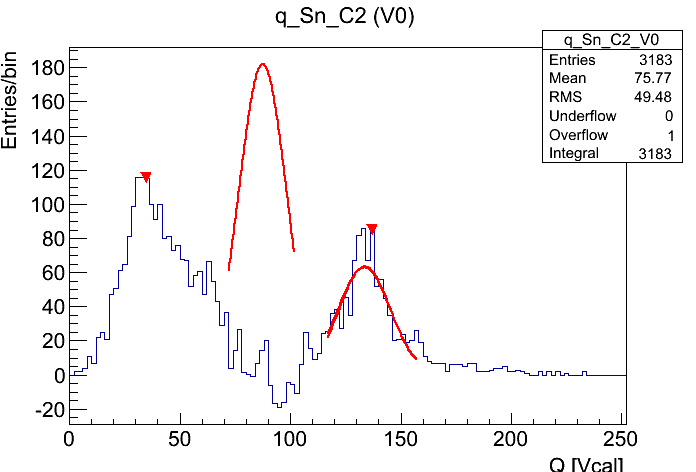 q_Sn_C2 (V0)
q_Sn_C2_V0
Entries 3183
Mean 75.77
RMS 49.48
Underflow 0
Overflow 1
Integral 3183
Entries/bin
180
160
140
120
100
80
60
40
20
0
-20
0 50 100 150 200 250
Q [Vcal]